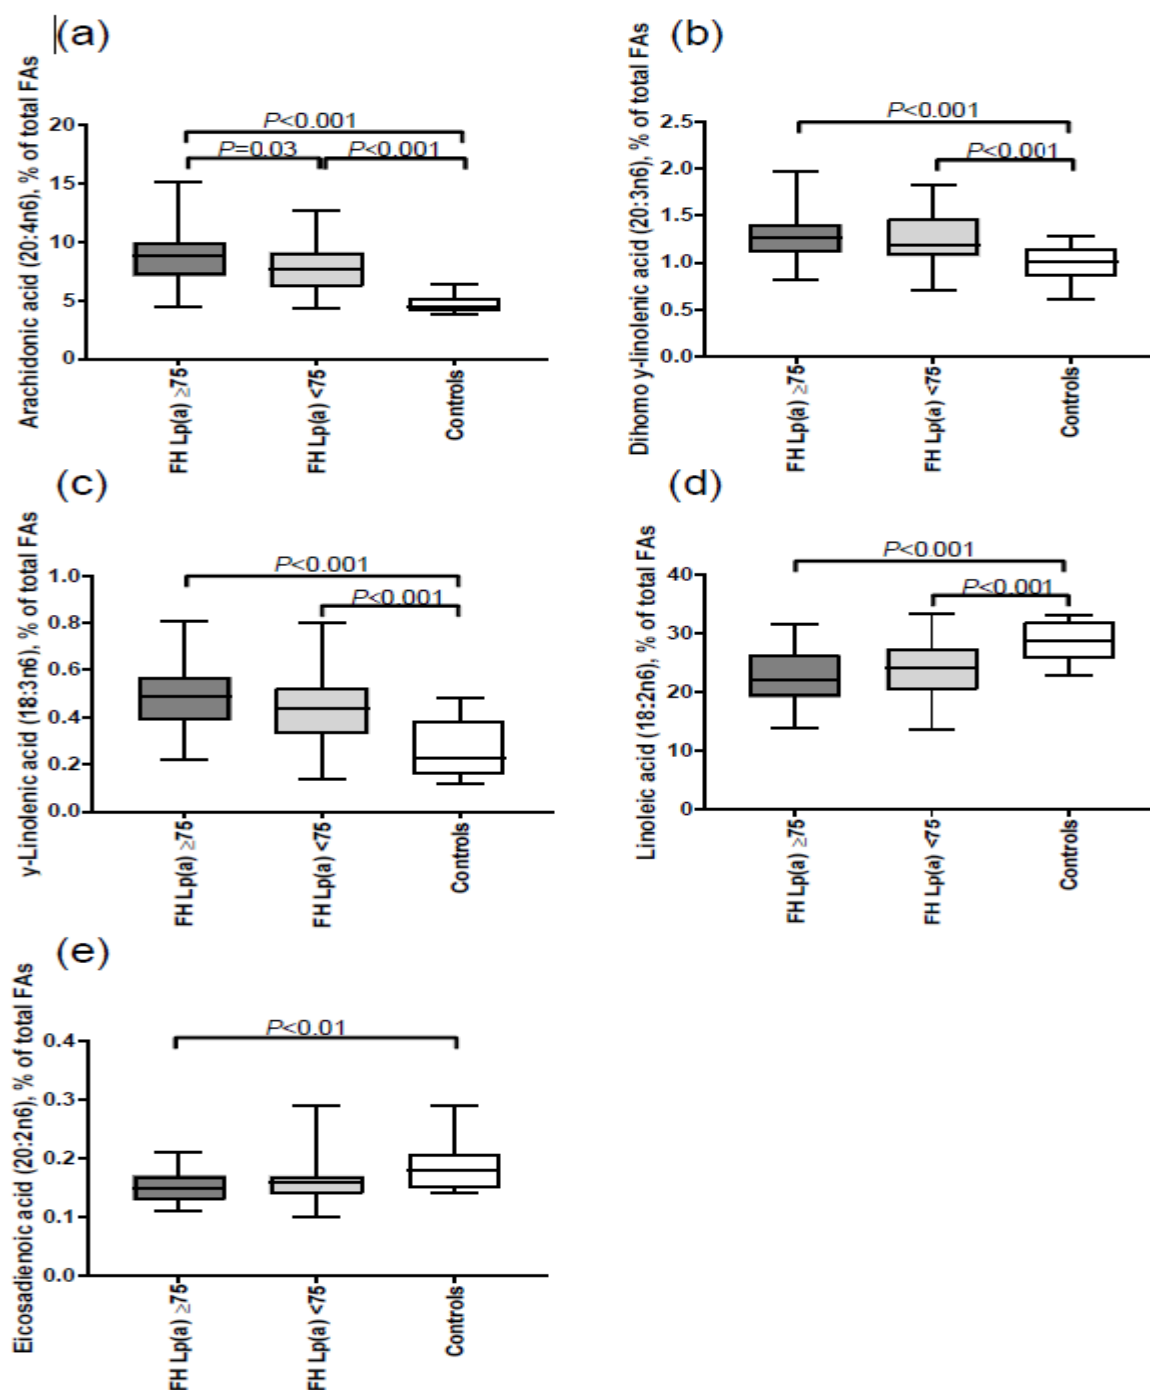 (a)
Arachidonic acid (20:4n6), % of total FAs
20
15
10
5
0
P<0.001
P=0.03
P<0.001
FH Lp(a) ≥75
FH Lp(a) <75
Controls
(b)
Dihomo y-linolenic acid (20:3n6), % of total FAs
2.5
2.0
1.5
1.0
0.5
0.0
P<0.001
P<0.001
FH Lp(a) ≥75
FH Lp(a) <75
Controls
(c)
y-Linolenic acid (18:3n6), % of total FAs
1.0
0.8
0.6
0.4
0.2
0.0
P<0.001
P<0.001
FH Lp(a) ≥75
FH Lp(a) <75
Controls
(d)
Linoleic acid (18:2n6), % of total FAs
40
30
20
10
0
P<0.001
P<0.001
FH Lp(a) ≥75
FH Lp(a) <75
Controls
(e)
Eicosadienoic acid (20:2n6), % of total FAs
0.4
0.3
0.2
0.1
0.0
P<0.01
FH Lp(a) ≥75
FH Lp(a) <75
Controls